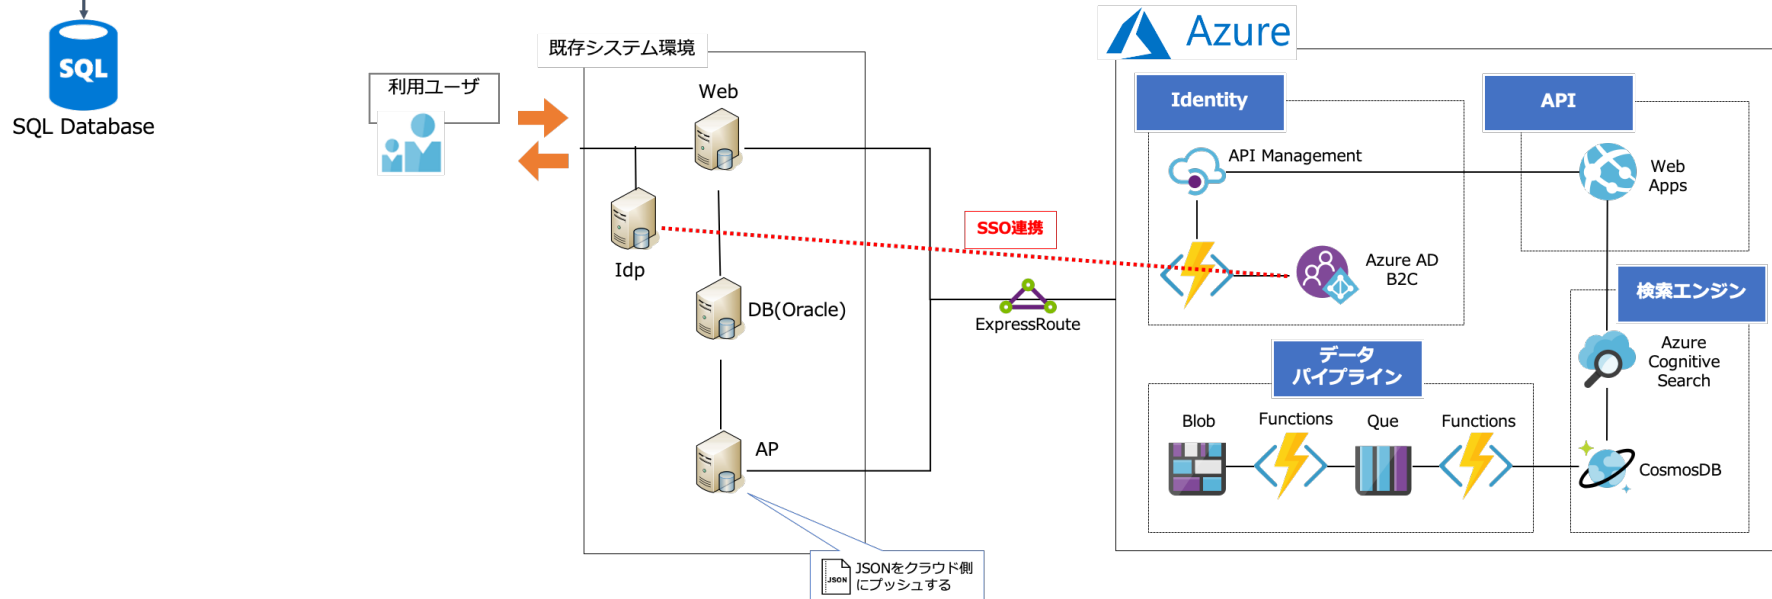 SQL
SQL Database
利用ユーザ
既存システム環境
Web
Idp
DB(Oracle)
AP
JSON
JSONをクラウド側
にプッシュする
SSO連携
ExpressRoute
Azure
Identity
API Management
Azure AD
B2C
API
Web
Apps
検索エンジン
Azure
Cognitive
Search
CosmosDB
データ
パイプライン
Blob
Functions
Que
Functions